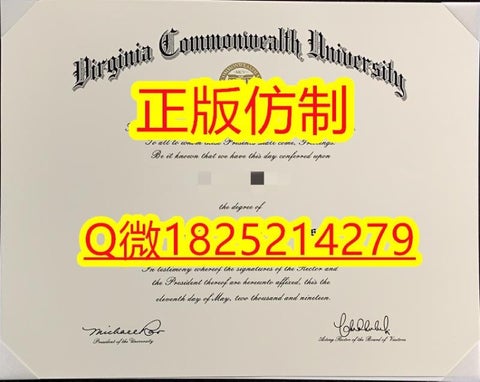 Virginia Commonwealth University
正版仿制
To all to whom these Presents shall come, Greetings.
Be it known that we have this day conferred upon
the degree of
Q微1825214279
In testimony whereof the signatures of the Rector and
the President thereof are hereunto affixed, this the
eleventh day of May, two thousand and nineteen.
President of the University
Acting Rector of the Board of Visitors